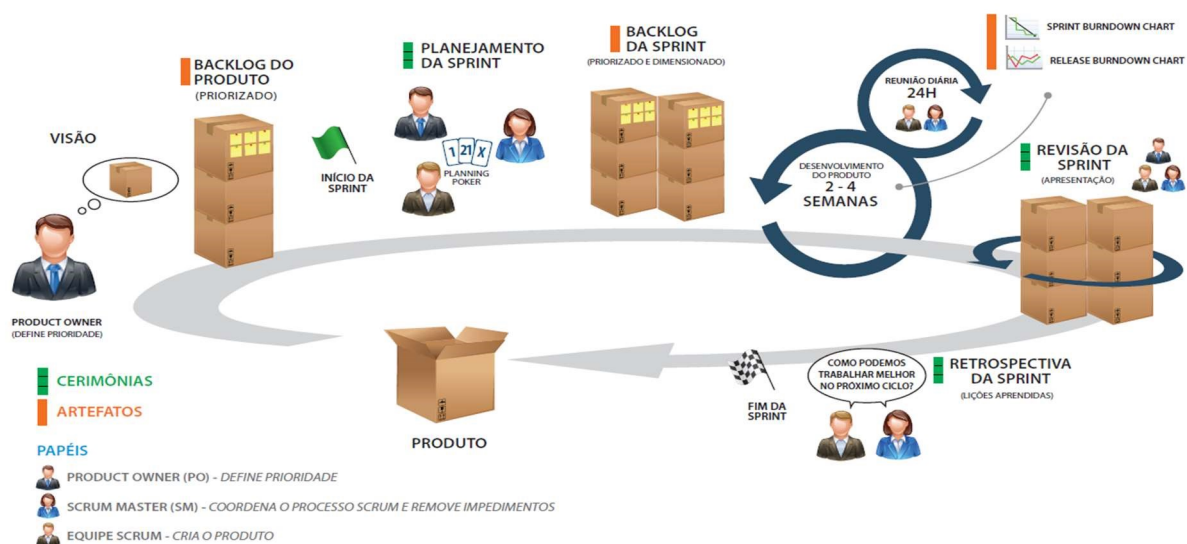 VISÃO
PRODUCT OWNER
(DEFINE PRIORIDADE)
BACKLOG DO
PRODUTO
(PRIORIZADO)
INÍCIO DA
SPRINT
PLANEJAMENTO
DA SPRINT
1 21 X
PLANNING
POKER
BACKLOG
DA SPRINT
(PRIORIZADO E DIMENSIONADO)
DESENVOLVIMENTO
DO PRODUTO
2 - 4
SEMANAS
REUNIÃO DIÁRIA
24H
SPRINT BURNDOWN CHART
RELEASE BURNDOWN CHART
REVISÃO DA
SPRINT
(APRESENTAÇÃO)
RETROSPECTIVA
DA SPRINT
(LIÇÕES APRENDIDAS)
COMO PODEMOS
TRABALHAR MELHOR
NO PRÓXIMO CICLO?
FIM DA
SPRINT
PRODUTO
CERIMÔNIAS
ARTEFATOS
PAPÉIS
PRODUCT OWNER (PO) - DEFINE PRIORIDADE
SCRUM MASTER (SM) - COORDENA O PROCESSO SCRUM E REMOVE IMPEDIMENTOS
EQUIPE SCRUM - CRIA O PRODUTO